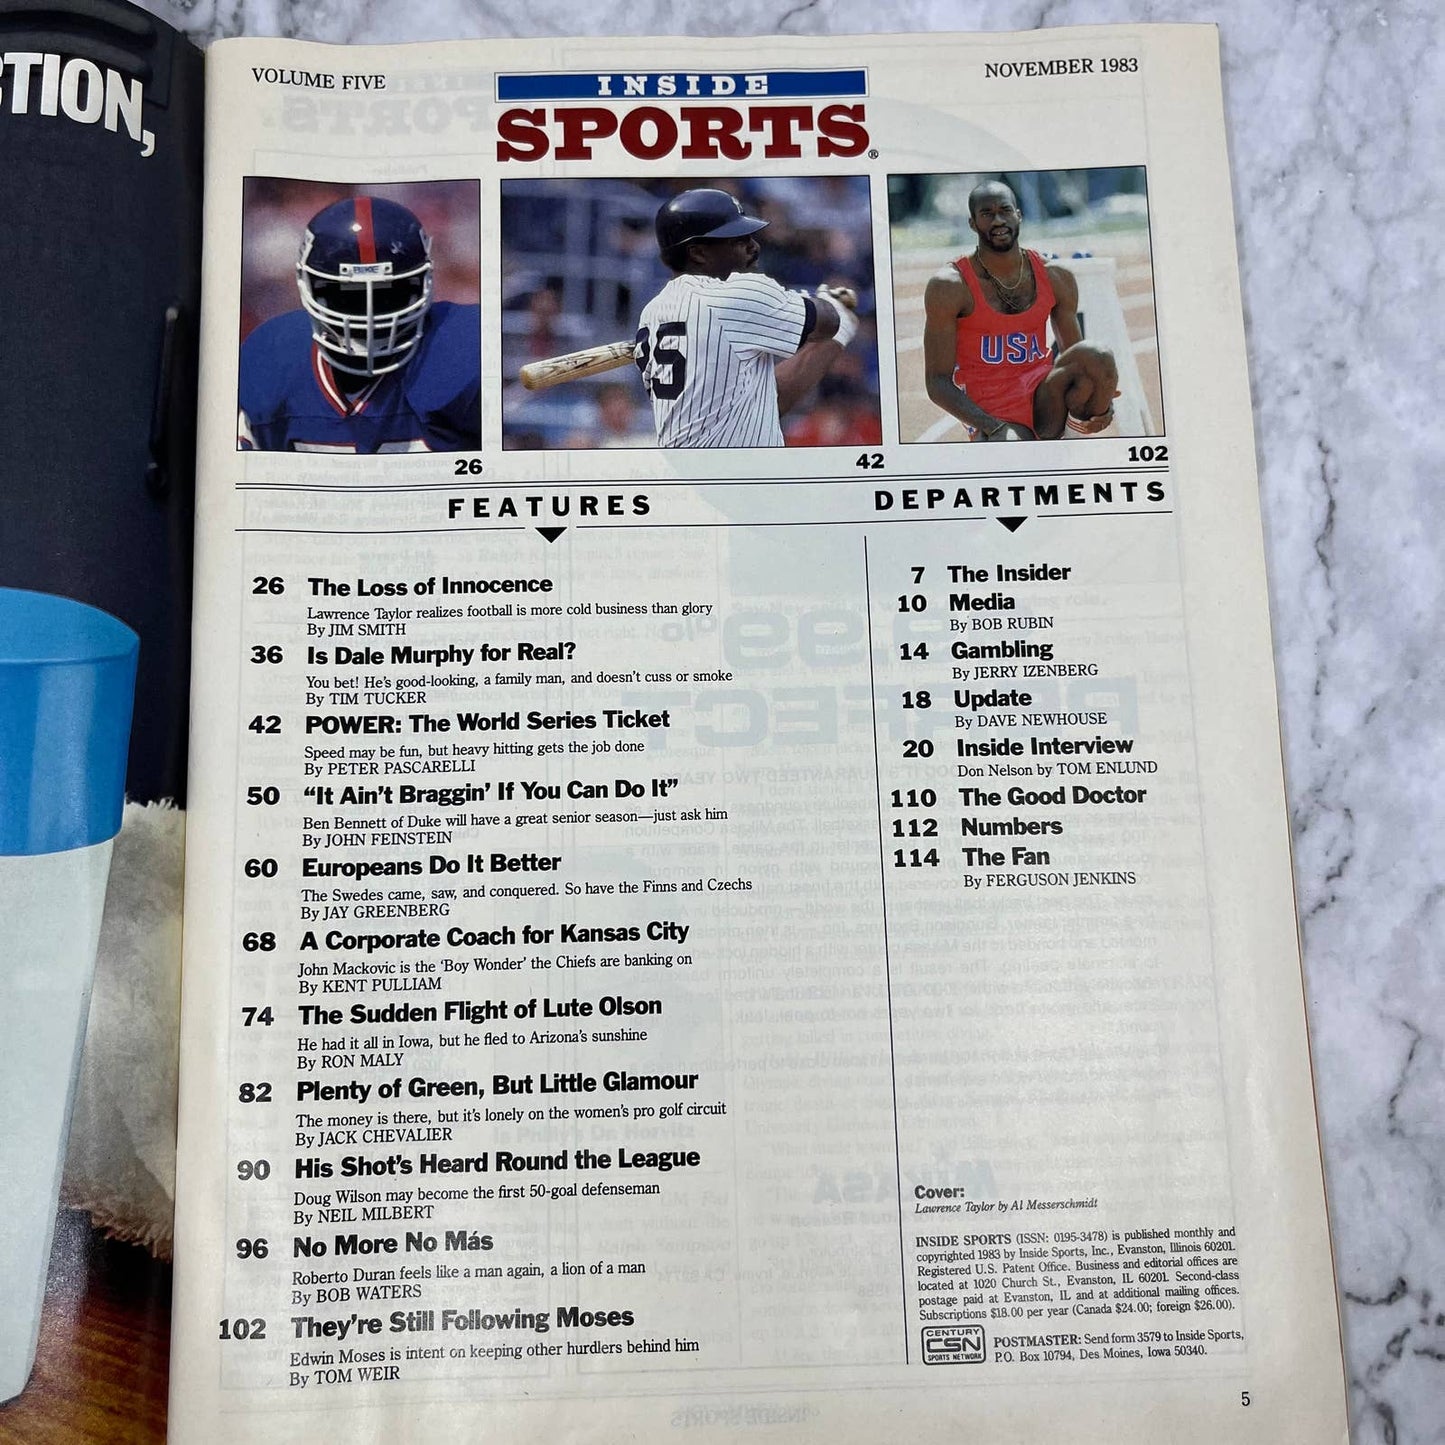 TION,
VOLUME FIVE
INSIDE
SPORTS®
NOVEMBER 1983
BIKE
25
USA
26
42
102
FEATURES
26 The Loss of Innocence
Lawrence Taylor realizes football is more cold business than glory
By JIM SMITH
36 Is Dale Murphy for Real?
You bet! He's good-looking, a family man, and doesn't cuss or smoke
By TIM TUCKER
42 POWER: The World Series Ticket
Speed may be fun, but heavy hitting gets the job done
By PETER PASCARELLI
50 “It Ain't Braggin' If You Can Do It”
Ben Bennett of Duke will have a great senior season—just ask him
By JOHN FEINSTEIN
60 Europeans Do It Better
The Swedes came, saw, and conquered. So have the Finns and Czechs
By JAY GREENBERG
68 A Corporate Coach for Kansas City
John Mackovic is the ‘Boy Wonder’ the Chiefs are banking on
By KENT PULLIAM
74 The Sudden Flight of Lute Olson
He had it all in Iowa, but he fled to Arizona's sunshine
By RON MALY
82 Plenty of Green, But Little Glamour
The money is there, but it's lonely on the women's pro golf circuit
By JACK CHEVALIER
90 His Shot's Heard Round the League
Doug Wilson may become the first 50-goal defenseman
By NEIL MILBERT
96 No More No Más
Roberto Duran feels like a man again, a lion of a man
By BOB WATERS
102 They're Still Following Moses
Edwin Moses is intent on keeping other hurdlers behind him
By TOM WEIR
DEPARTMENTS
7 The Insider
10 Media
By BOB RUBIN
14 Gambling
By JERRY IZENBERG
18 Update
By DAVE NEWHOUSE
20 Inside Interview
Don Nelson by TOM ENLUND
110 The Good Doctor
112 Numbers
114 The Fan
By FERGUSON JENKINS
Cover:
Lawrence Taylor by Al Messerschmidt
INSIDE SPORTS (ISSN: 0195-3478) is published monthly and
copyrighted 1983 by Inside Sports, Inc., Evanston, Illinois 60201.
Registered U.S. Patent Office. Business and editorial offices are
located at 1020 Church St., Evanston, IL 60201. Second-class
postage paid at Evanston, IL and at additional mailing offices.
Subscriptions $18.00 per year (Canada $24.00; foreign $26.00).
CENTURY
CSN
SPORTS NETWORK
POSTMASTER: Send form 3579 to Inside Sports,
P.O. Box 10794, Des Moines, Iowa 50340.
5